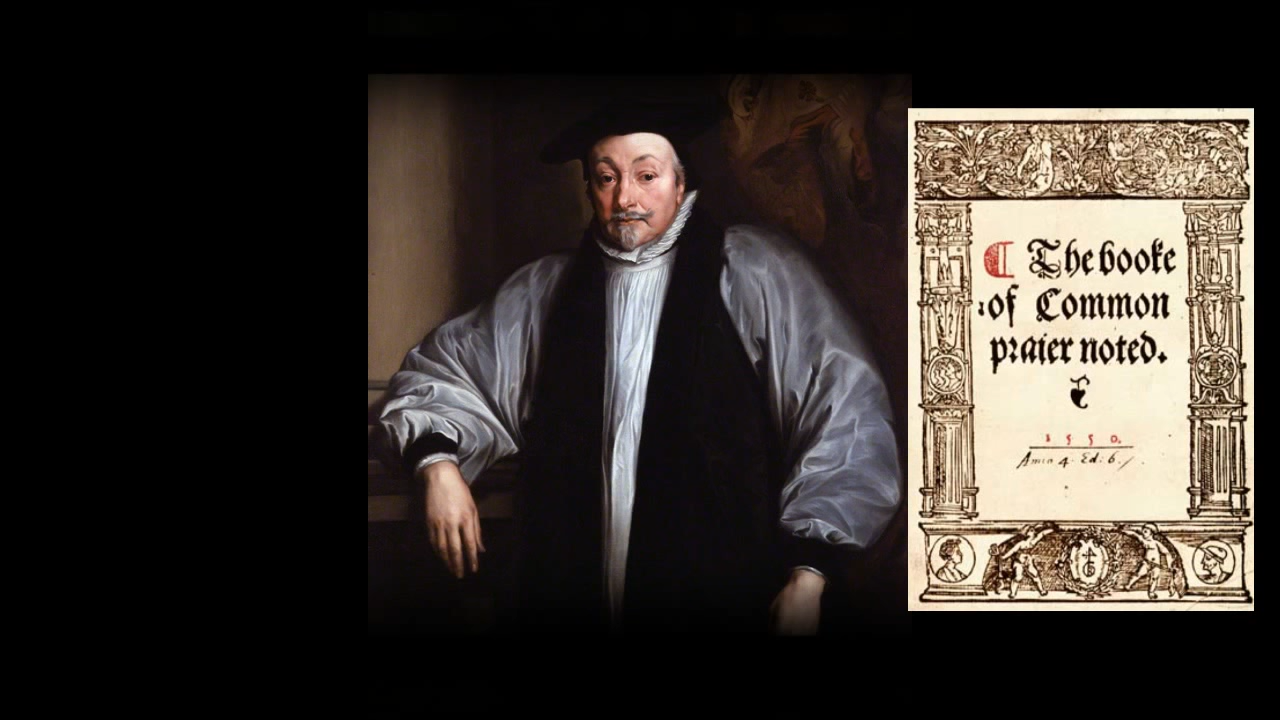 ¶ The booke
of Common
praier noted.
1550.
Anno 4. Ed: 6.